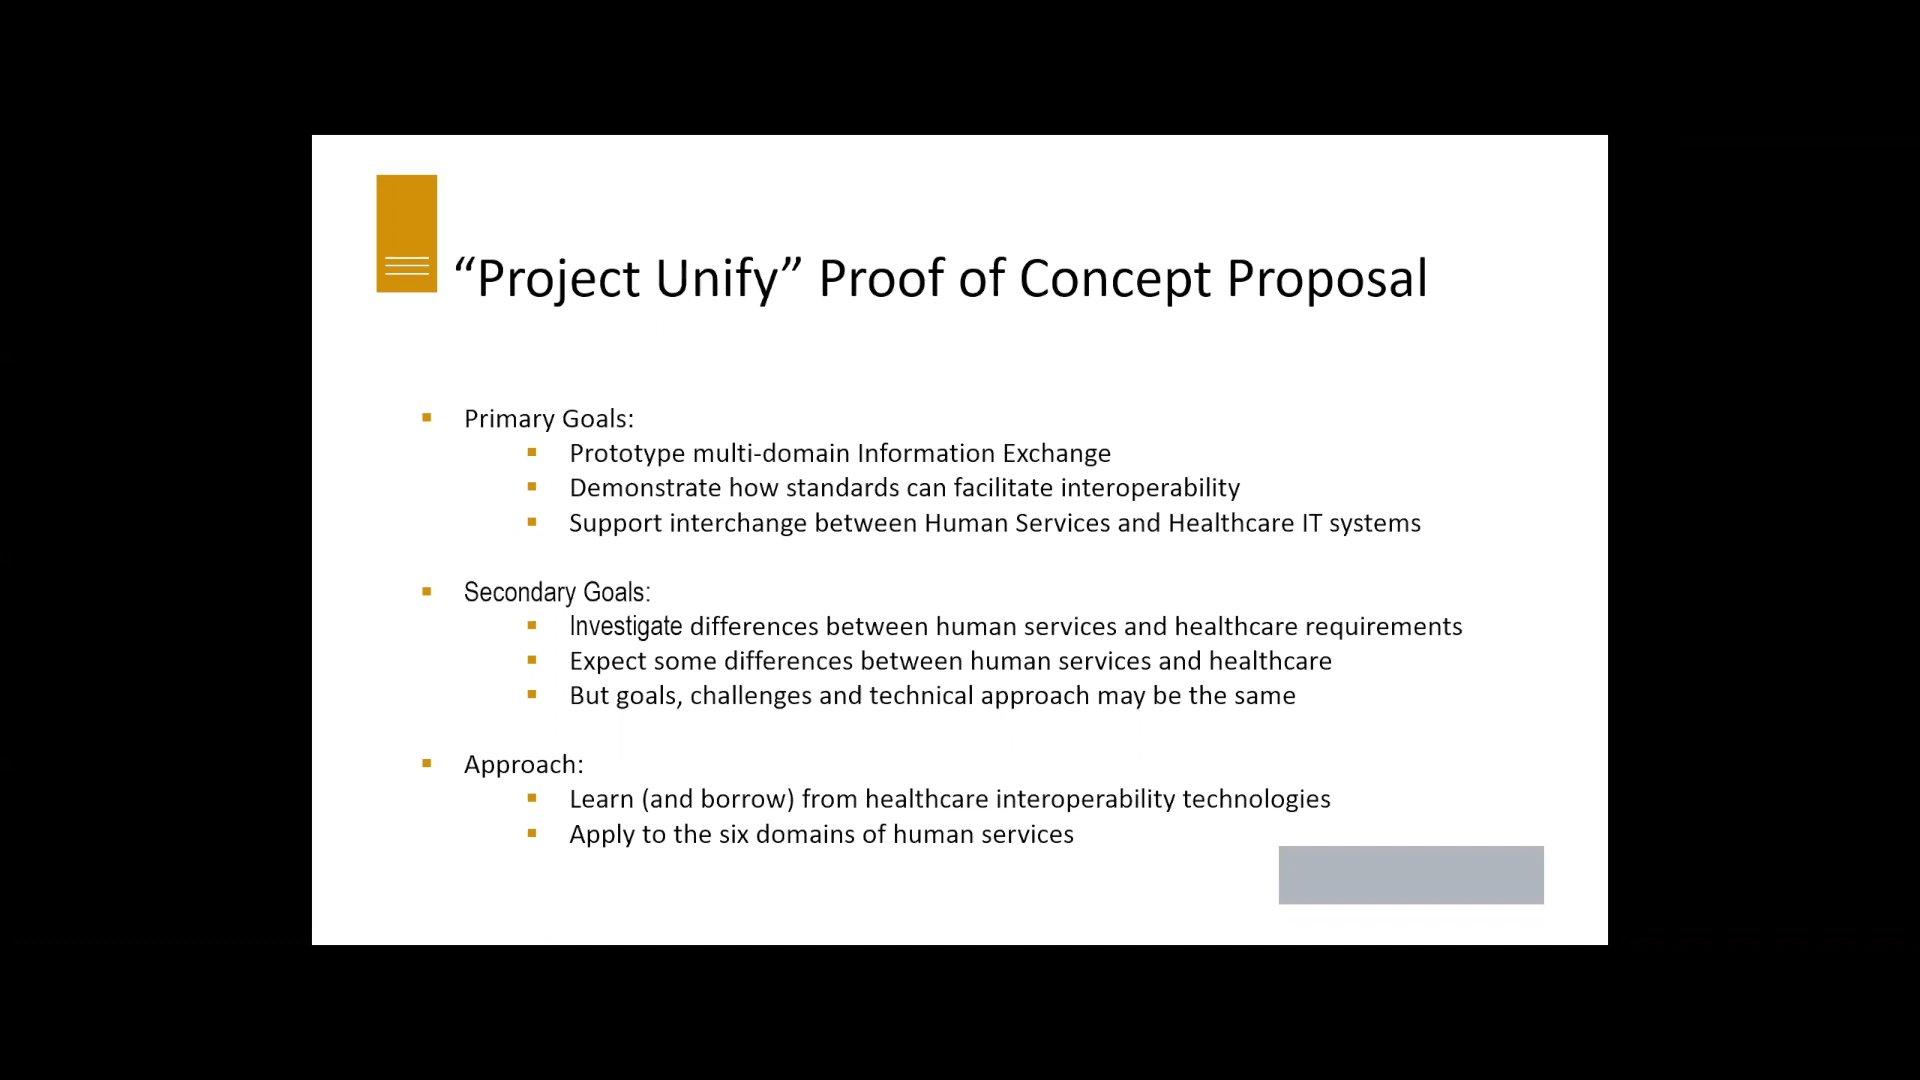 “Project Unify” Proof of Concept Proposal
Primary Goals:
Prototype multi-domain Information Exchange
Demonstrate how standards can facilitate interoperability
Support interchange between Human Services and Healthcare IT systems
Secondary Goals:
Investigate differences between human services and healthcare requirements
Expect some differences between human services and healthcare
But goals, challenges and technical approach may be the same
Approach:
Learn (and borrow) from healthcare interoperability technologies
Apply to the six domains of human services